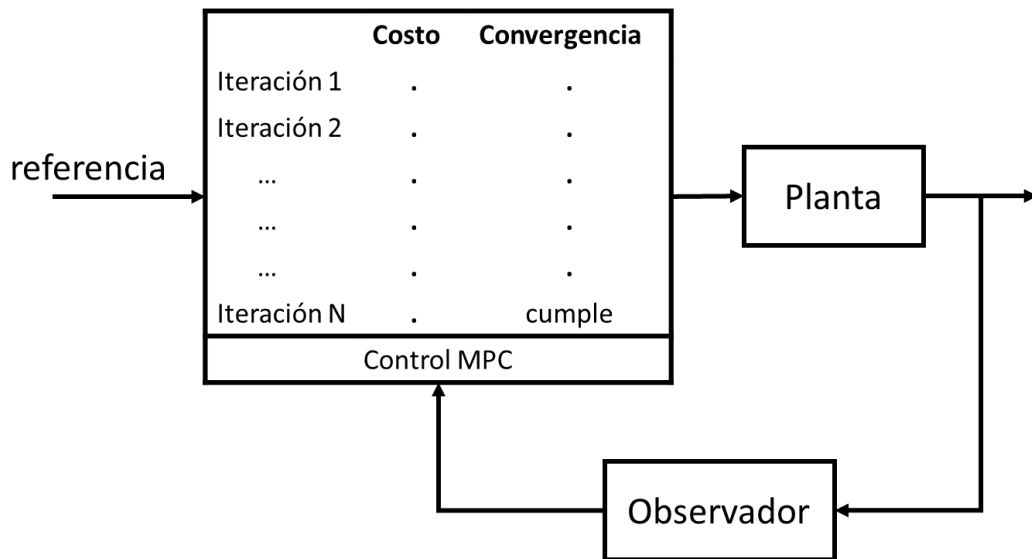 Costo Convergencia
Iteración 1 . .
Iteración 2 . .
referencia
... . .
... . .
... . .
Iteración N . cumple
Control MPC
Planta
Observador